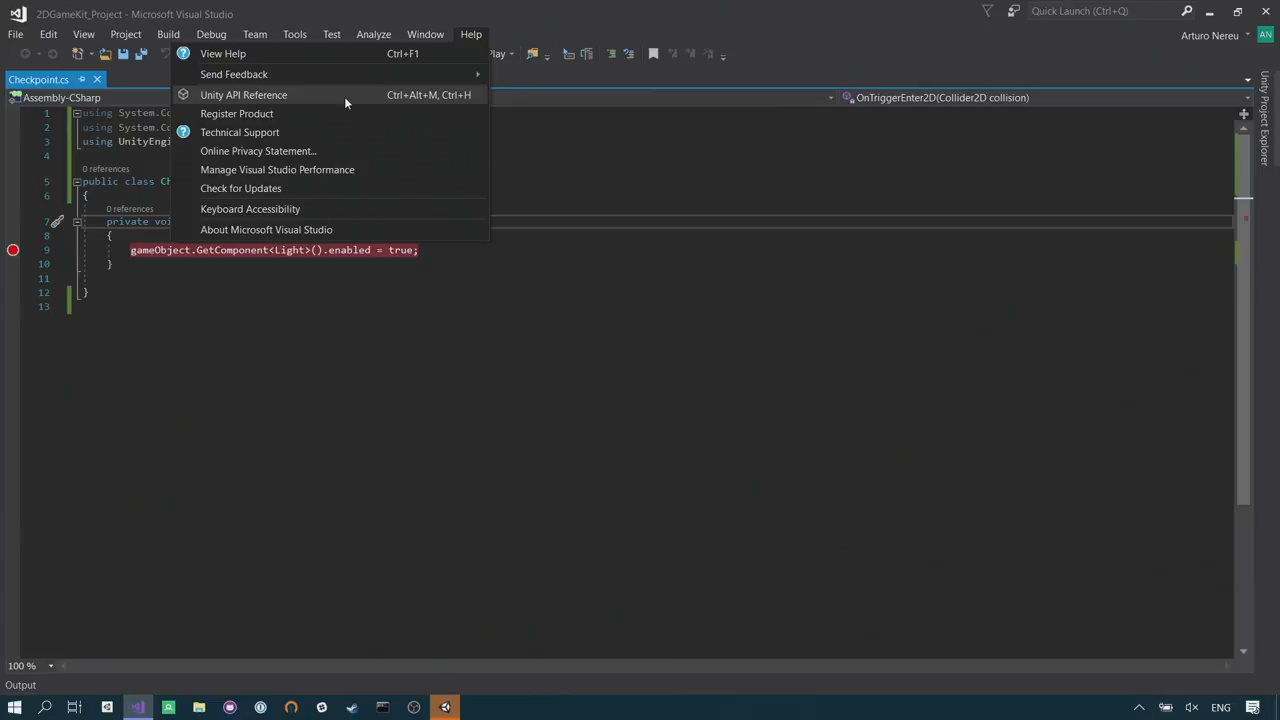 2DGameKit_Project - Microsoft Visual Studio
Quick Launch (Ctrl+Q)
File Edit View Project Build Debug Team Tools Test Analyze Window Help
Arturo Nereu AN
View Help Ctrl+F1
Play
Send Feedback
Checkpoint.cs
Unity API Reference Ctrl+Alt+M, Ctrl+H
Assembly-CSharp
OnTriggerEnter2D(Collider2D collision)
Unity Project Explorer
Register Product
Technical Support
Online Privacy Statement...
Manage Visual Studio Performance
Check for Updates
Keyboard Accessibility
About Microsoft Visual Studio
1 using System.Co
2 using System.Co
3 using UnityEngi
4
0 references
5 public class Ch
6 {
0 references
7 private voi
8 {
9 gameObject.GetComponent<Light>().enabled = true;
10 }
11
12 }
13
100 %
Output
ENG